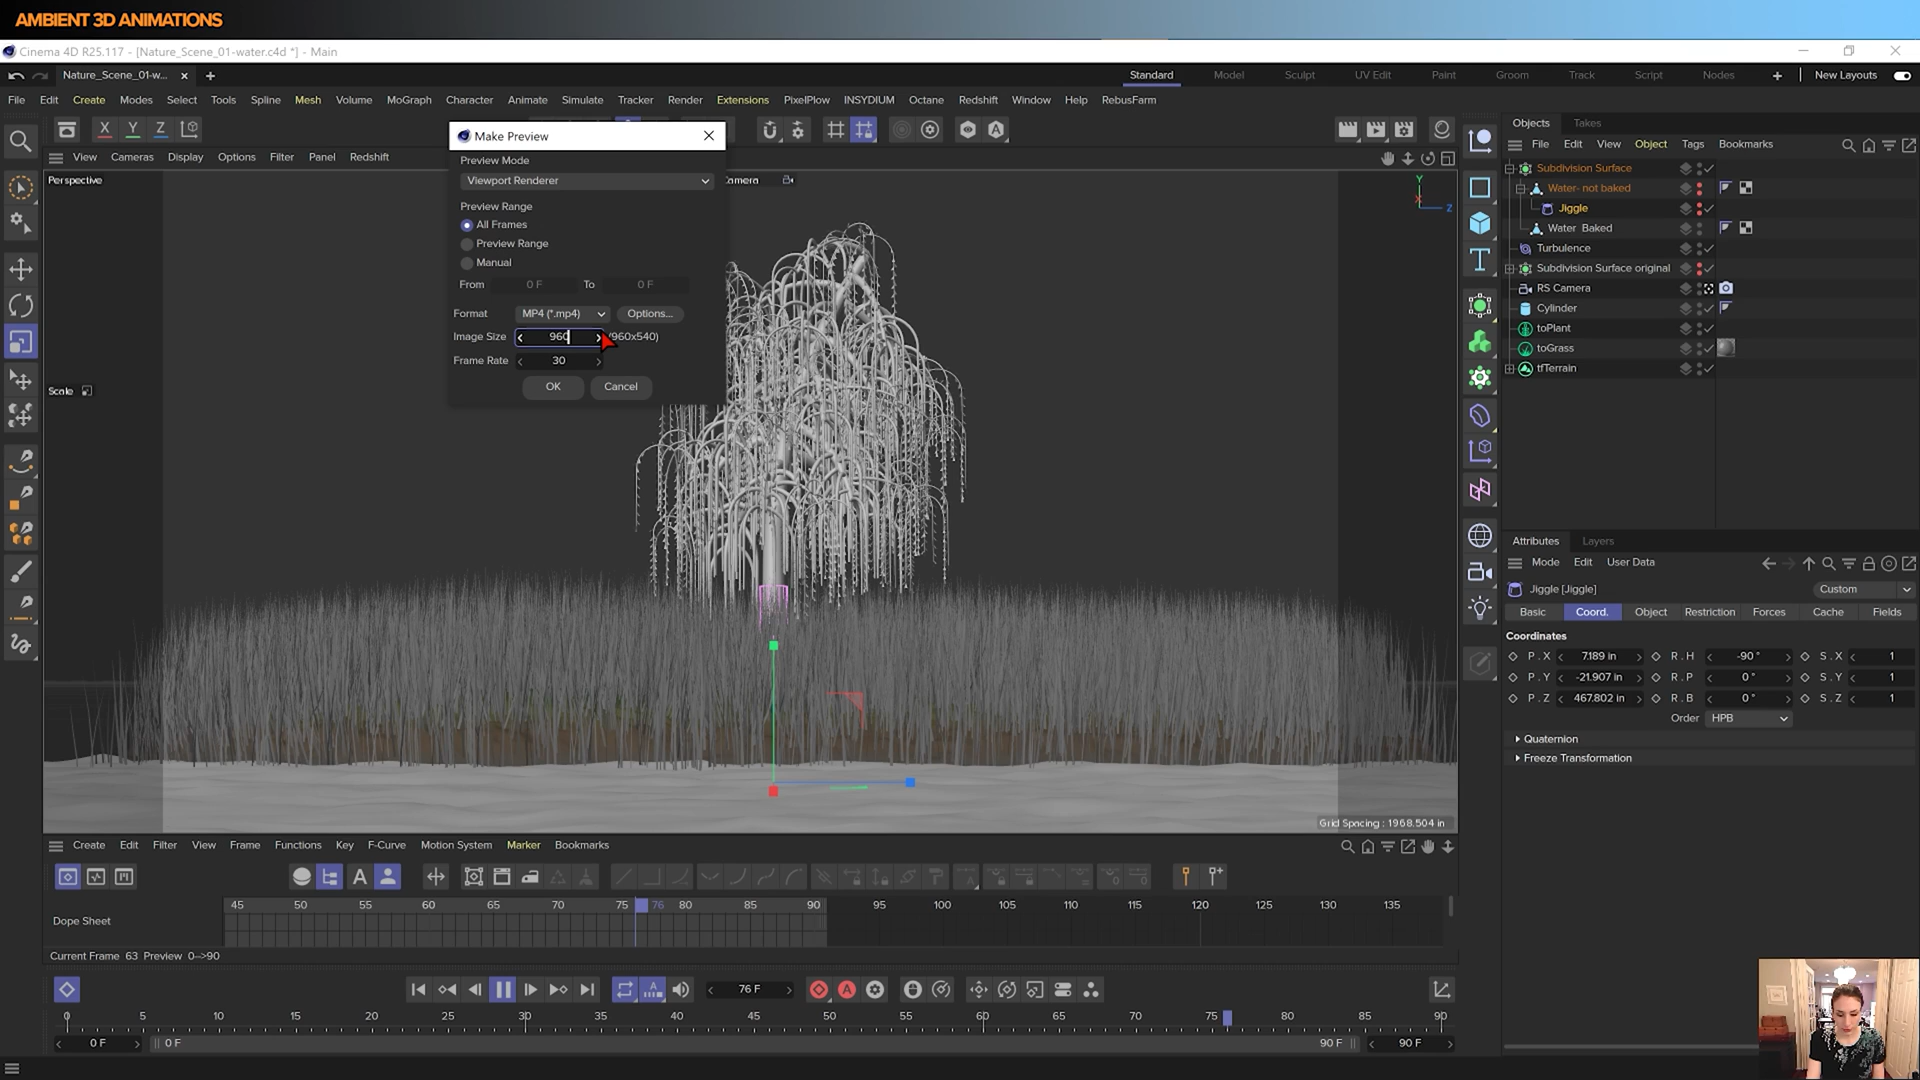 AMBIENT 3D ANIMATIONS
Cinema 4D R25.117 - [Nature_Scene_01-water.c4d *] - Main
Nature_Scene_01-w...
Standard Model Sculpt UV Edit Paint Groom Track Script Nodes New Layouts
File Edit Create Modes Select Tools Spline Mesh Volume MoGraph Character Animate Simulate Tracker Render Extensions PixelPlow INSYDIUM Octane Redshift Window Help RebusFarm
X Y Z
View Cameras Display Options Filter Panel Redshift
Perspective
Camera
Scale
Make Preview
Preview Mode
Viewport Renderer
Preview Range
All Frames
Preview Range
Manual
From 0 F To 0 F
Format MP4 (*.mp4) Options...
Image Size 960 (960x540)
Frame Rate 30
OK Cancel
Y
X
Z
Grid Spacing : 1968.504 in
Objects Takes
File Edit View Object Tags Bookmarks
Subdivision Surface
Water- not baked
Jiggle
Water Baked
Turbulence
Subdivision Surface original
RS Camera
Cylinder
toPlant
toGrass
tfTerrain
Attributes Layers
Mode Edit User Data
Jiggle [Jiggle] Custom
Basic Coord. Object Restriction Forces Cache Fields
Coordinates
P . X 7.189 in R . H -90 ° S . X 1
P . Y -21.907 in R . P 0 ° S . Y 1
P . Z 467.802 in R . B 0 ° S . Z 1
Order HPB
Quaternion
Freeze Transformation
Create Edit Filter View Frame Functions Key F-Curve Motion System Marker Bookmarks
45 50 55 60 65 70 75 76 80 85 90 95 100 105 110 115 120 125 130 135
Dope Sheet
Current Frame 63 Preview 0-->90
76 F
0 5 10 15 20 25 30 35 40 45 50 55 60 65 70 75 80 85 90
0 F 0 F 90 F 90 F